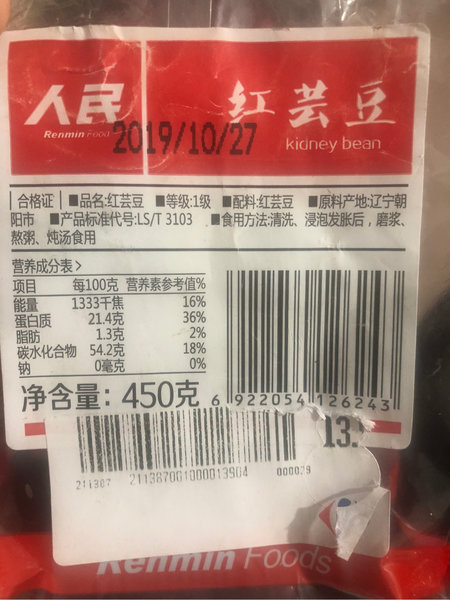 人民
Renmin Food
红芸豆
kidney bean
2019/10/27
合格证 ■品名:红芸豆 ■等级:1级 ■配料:红芸豆 ■原料产地:辽宁朝
阳市 ■产品标准代号:LS/T 3103 ■食用方法:清洗、浸泡发胀后，磨浆、
熬粥、炖汤食用
营养成分表>
项目 每100克 营养素参考值%
能量 1333千焦 16%
蛋白质 21.4克 36%
脂肪 1.3克 2%
碳水化合物 54.2克 18%
钠 0毫克 0%
净含量: 450克
6 922054 126243
13.
211387 211387001000013904 000029
Renmin Foods